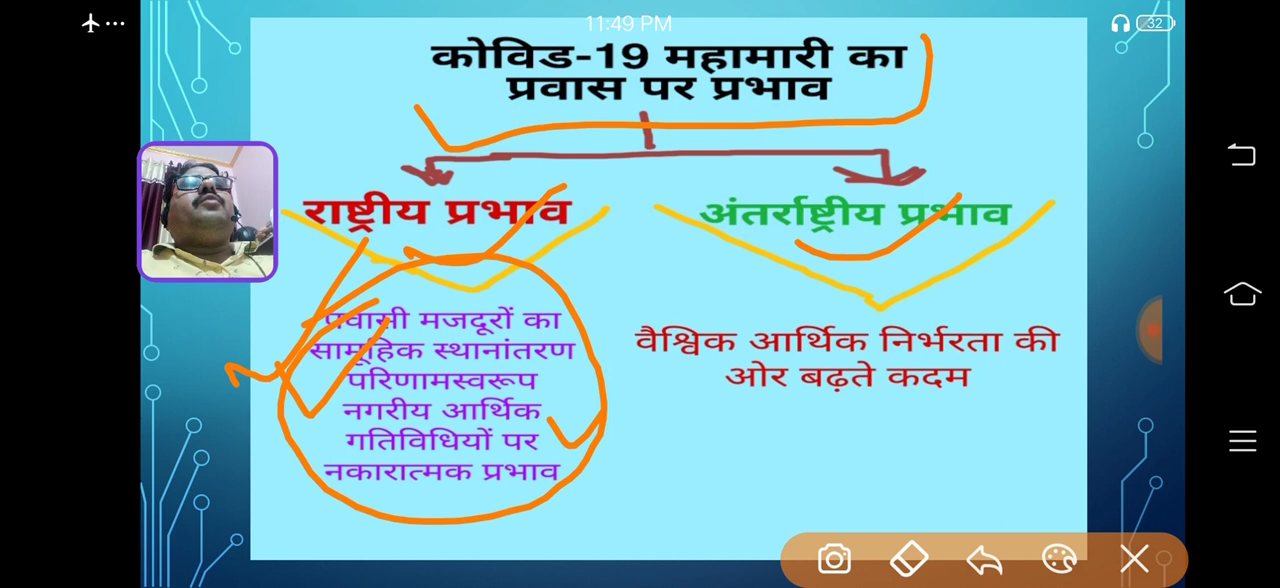 11:49 PM
32
कोविड-19 महामारी का
प्रवास पर प्रभाव
राष्ट्रीय प्रभाव
अंतर्राष्ट्रीय प्रभाव
प्रवासी मजदूरों का
सामूहिक स्थानांतरण
परिणामस्वरूप
नगरीय आर्थिक
गतिविधियों पर
नकारात्मक प्रभाव
वैश्विक आर्थिक निर्भरता की
ओर बढ़ते कदम